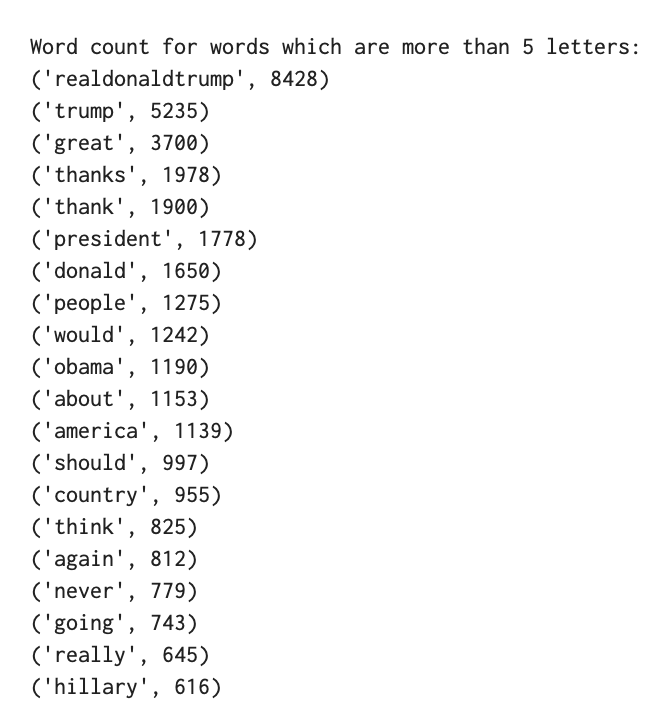 Word count for words which are more than 5 letters:
('realdonaldtrump', 8428)
('trump', 5235)
('great', 3700)
('thanks', 1978)
('thank', 1900)
('president', 1778)
('donald', 1650)
('people', 1275)
('would', 1242)
('obama', 1190)
('about', 1153)
('america', 1139)
('should', 997)
('country', 955)
('think', 825)
('again', 812)
('never', 779)
('going', 743)
('really', 645)
('hillary', 616)